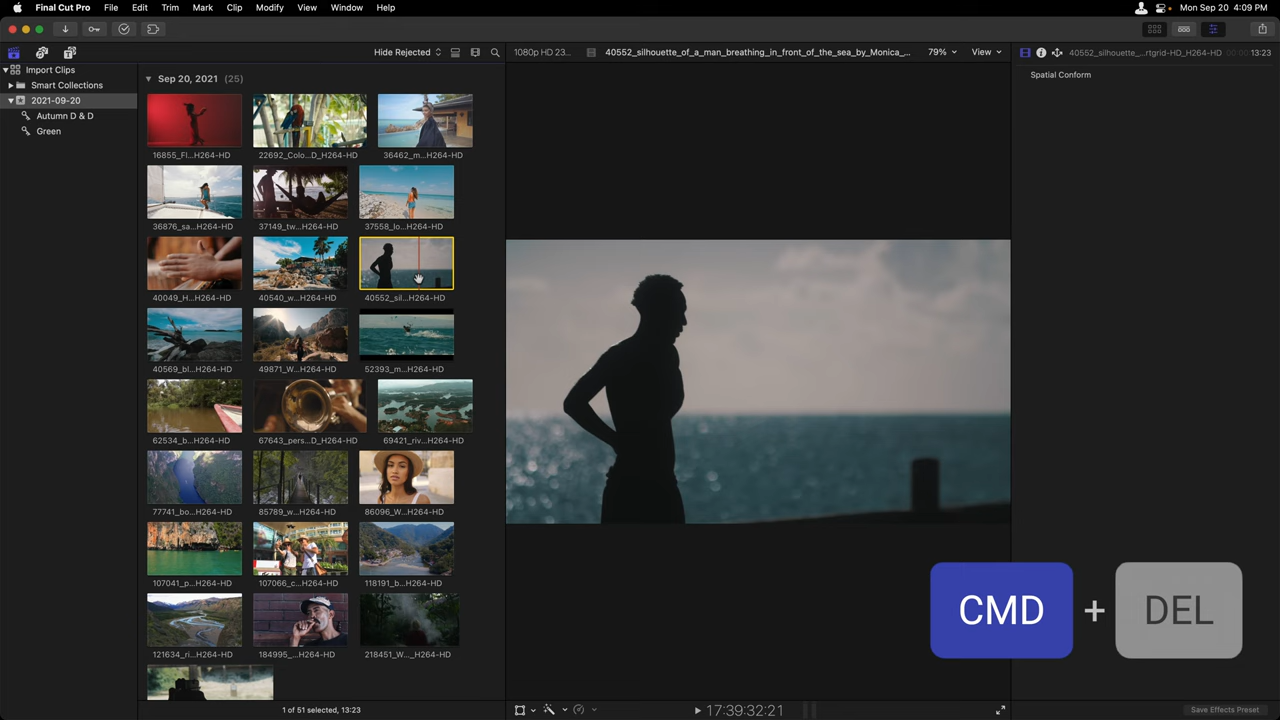 Final Cut Pro File Edit Trim Mark Clip Modify View Window Help Mon Sep 20 4:09 PM
Hide Rejected 1080p HD 23... 40552_silhouette_of_a_man_breathing_in_front_of_the_sea_by_Monica_... 79% View 40552_silhouette_...rtgrid-HD_H264-HD 13:23
Import Clips
Smart Collections
2021-09-20
Autumn D & D
Green
Sep 20, 2021 (25)
16855_Fl...H264-HD 22692_Colo...D_H264-HD 36462_m...H264-HD
36876_sa...H264-HD 37149_tw...H264-HD 37558_lo...H264-HD
40049_H...H264-HD 40540_w...H264-HD 40552_sil...H264-HD
40569_bl...H264-HD 49871_W...H264-HD 52393_m...H264-HD
62534_b...H264-HD 67643_pers...D_H264-HD 69421_riv...H264-HD
77741_bo...H264-HD 85789_w...H264-HD 86096_W...H264-HD
107041_p...H264-HD 107066_c...H264-HD 118191_b...H264-HD
121634_ri...H264-HD 184995_...H264-HD 218451_W..._H264-HD
1 of 51 selected, 13:23
17:39:32:21
Spatial Conform
CMD + DEL
Save Effects Preset